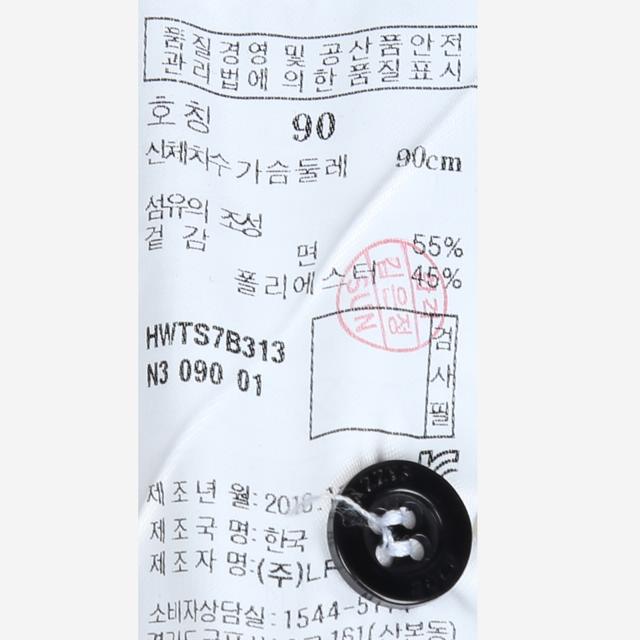 품질경영 및 공산품안전
관리법에 의한 품질표시
호칭 90
신체치수 가슴둘레 90cm
섬유의 조성
겉감 면 55%
폴리에스터 45%
HWTS7B313
N3 090 01
검사필
제조년월:
제조국명:한국
제조자명:(주)LF
소비자상담실:1544-
161(산본동)